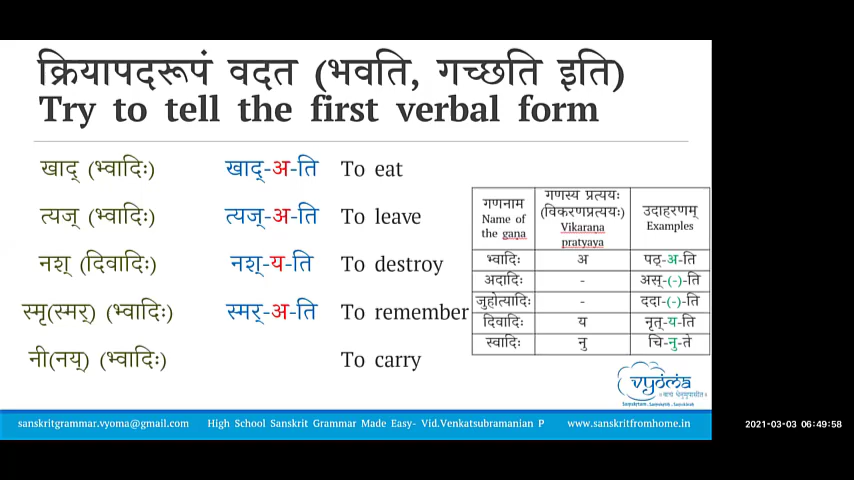 क्रियापदरूपं वदत (भवति, गच्छति इति)
Try to tell the first verbal form
खाद् (भ्वादिः) खाद्-अ-ति To eat
त्यज् (भ्वादिः) त्यज्-अ-ति To leave
नश् (दिवादिः) नश्-य-ति To destroy
स्मृ(स्मर्) (भ्वादिः) स्मर्-अ-ति To remember
नी(नय्) (भ्वादिः) To carry
गणनाम
Name of
the gana
गणस्य प्रत्ययः
(विकरणप्रत्ययः)
Vikarana
pratyaya
उदाहरणम्
Examples
भ्वादिः अ पठ्-अ-ति
अदादिः - अस्-(-)-ति
जुहोत्यादिः - ददा-(-)-ति
दिवादिः य नृत्-य-ति
स्वादिः नु चि-नु-ते
vyoma
sanskritgrammar.vyoma@gmail.com High School Sanskrit Grammar Made Easy- Vid.Venkatsubramanian P www.sanskritfromhome.in
2021-03-03 06:49:58